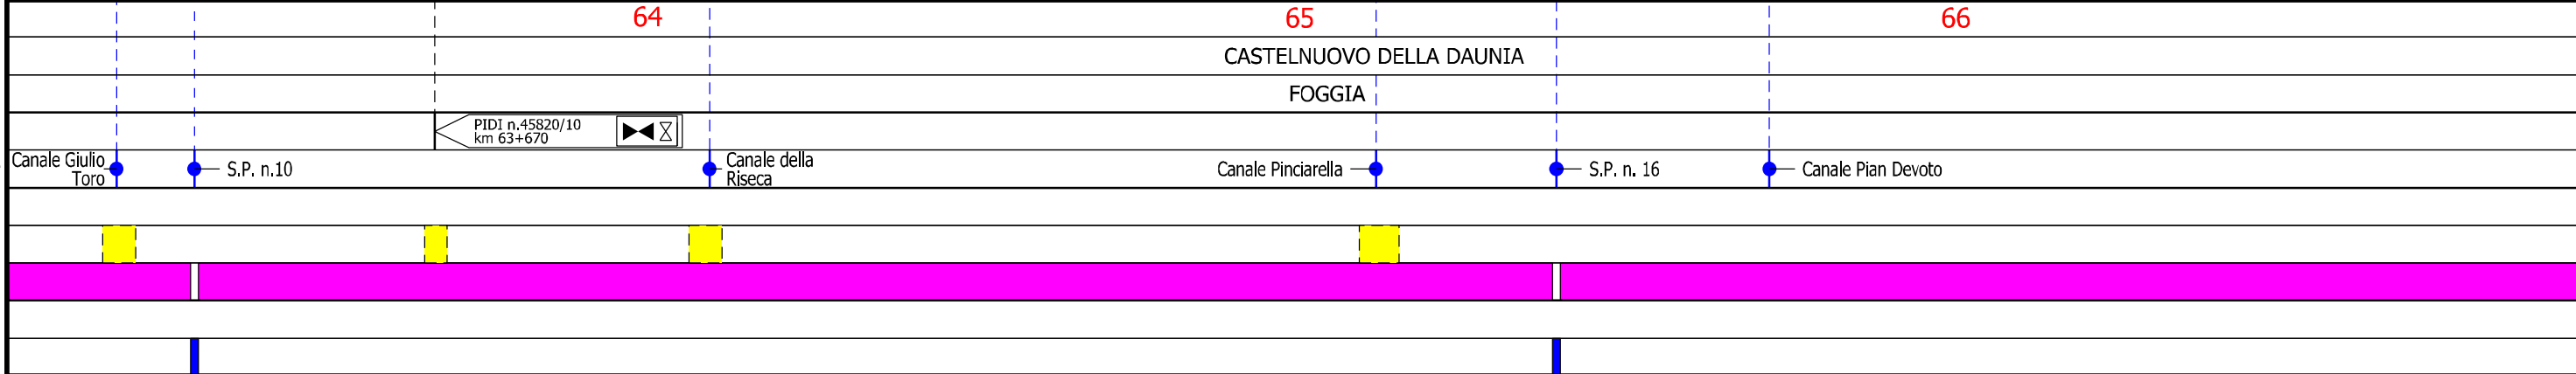 64 65 66
CASTELNUOVO DELLA DAUNIA
FOGGIA
PIDI n.45820/10
km 63+670
Canale Giulio
Toro
S.P. n.10
Canale della
Riseca
Canale Pinciarella
S.P. n. 16
Canale Pian Devoto